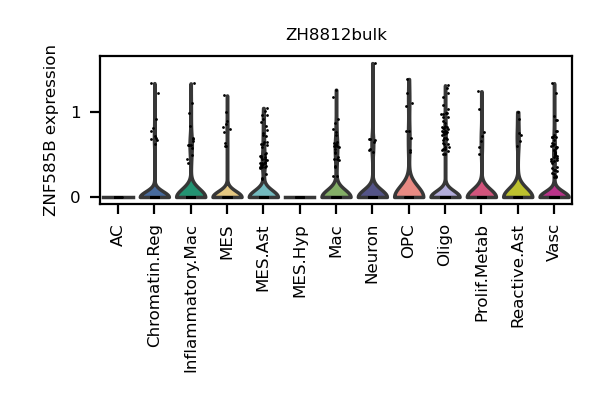 ZH8812bulk
ZNF585B expression
1
0
AC
Chromatin.Reg
Inflammatory.Mac
MES
MES.Ast
MES.Hyp
Mac
Neuron
OPC
Oligo
Prolif.Metab
Reactive.Ast
Vasc